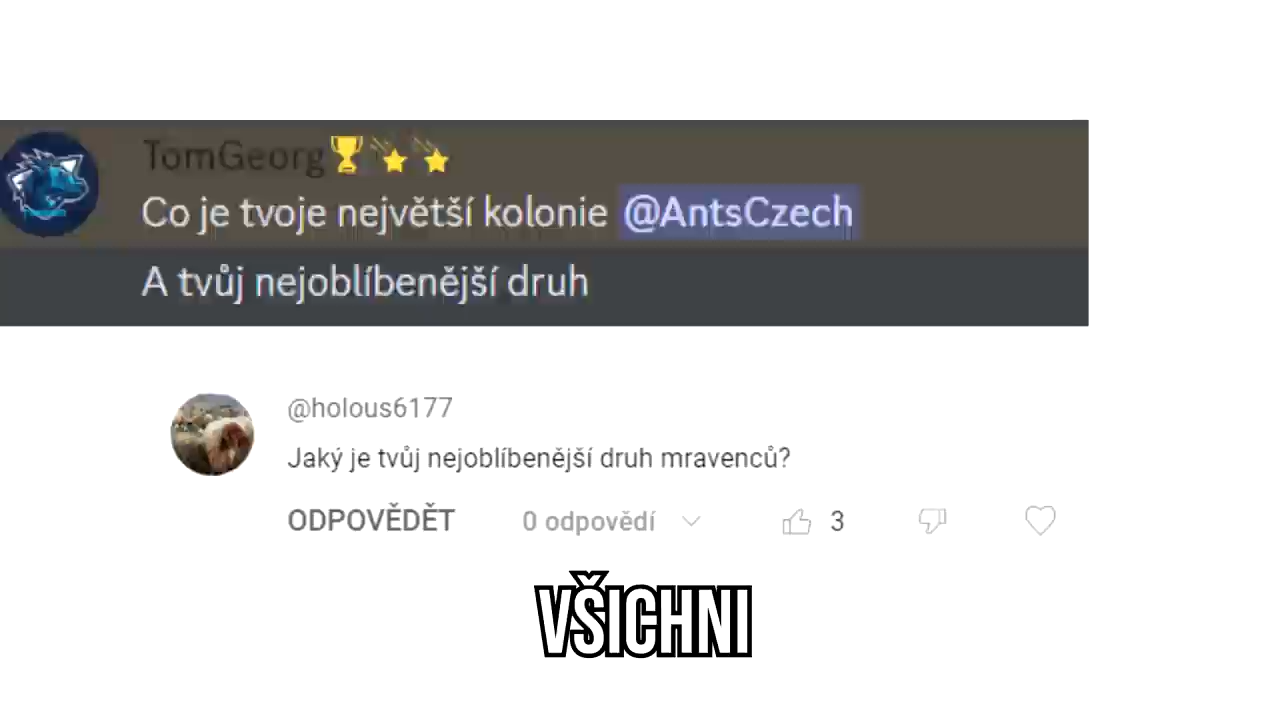 TomGeorg🏆🌠🌠
Co je tvoje největší kolonie @AntsCzech
A tvůj nejoblíbenější druh
@holous6177
Jaký je tvůj nejoblíbenější druh mravenců?
ODPOVĚDĚT 0 odpovědí 3
VŠICHNI